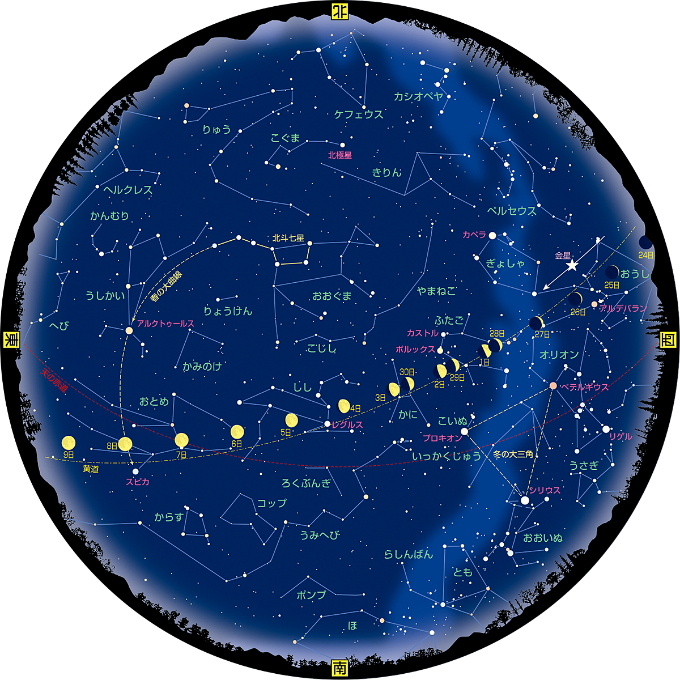 北
カシオペヤ
ケフェウス
りゅう
こぐま
北極星
きりん
ヘルクレス
かんむり
ペルセウス
カペラ
北斗七星
金星
24日
ぎょしゃ
おうし
25日
春の大曲線
うしかい
おおぐま
やまねこ
26日
アルデバラン
りょうけん
ふたご
アルクトゥールス
へび
カストル
28日
27日
東
西
こじし
ポルックス
1日
オリオン
かみのけ
天の赤道
30日
2日
29日
ベテルギウス
しし
3日
かに
おとめ
4日
こいぬ
レグルス
5日
プロキオン
リゲル
6日
9日
8日
7日
いっかくじゅう
冬の大三角
黄道
うさぎ
スピカ
ろくぶんぎ
シリウス
コップ
からす
うみへび
おおいぬ
らしんばん
とも
ポンプ
ほ
南